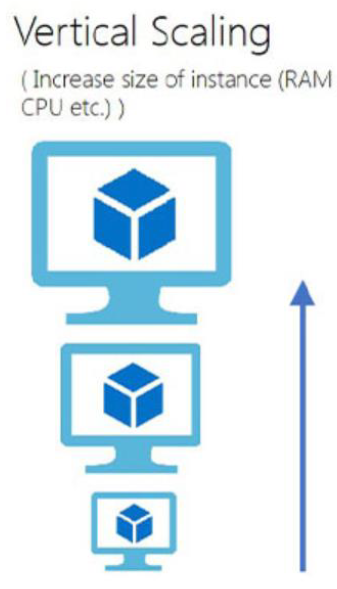 Vertical Scaling
( Increase size of instance (RAM
CPU etc.) )